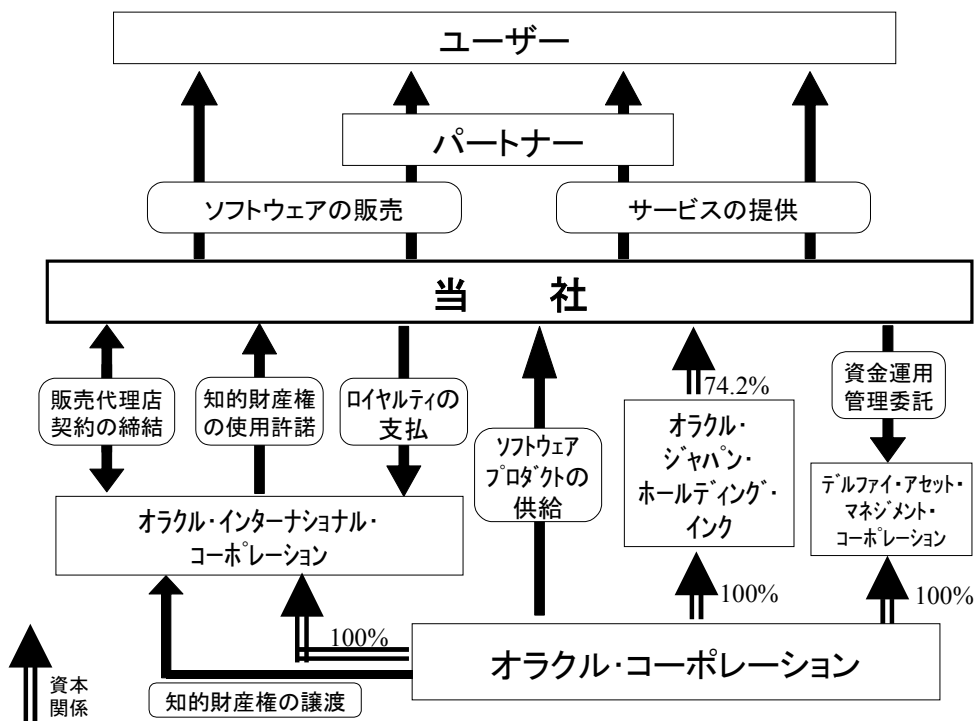 ユーザー
パートナー
ソフトウェアの販売
サービスの提供
当　社
販売代理店
契約の締結
知的財産権
の使用許諾
ロイヤルティの
支払
ソフトウェア
プロダクトの
供給
74.2%
オラクル・
ジャパン・
ホールディング・
インク
資金運用
管理委託
デルファイ・アセット・
マネジメント・
コーポレーション
オラクル・インターナショナル・
コーポレーション
100%
100%
100%
オラクル・コーポレーション
知的財産権の譲渡
資本
関係